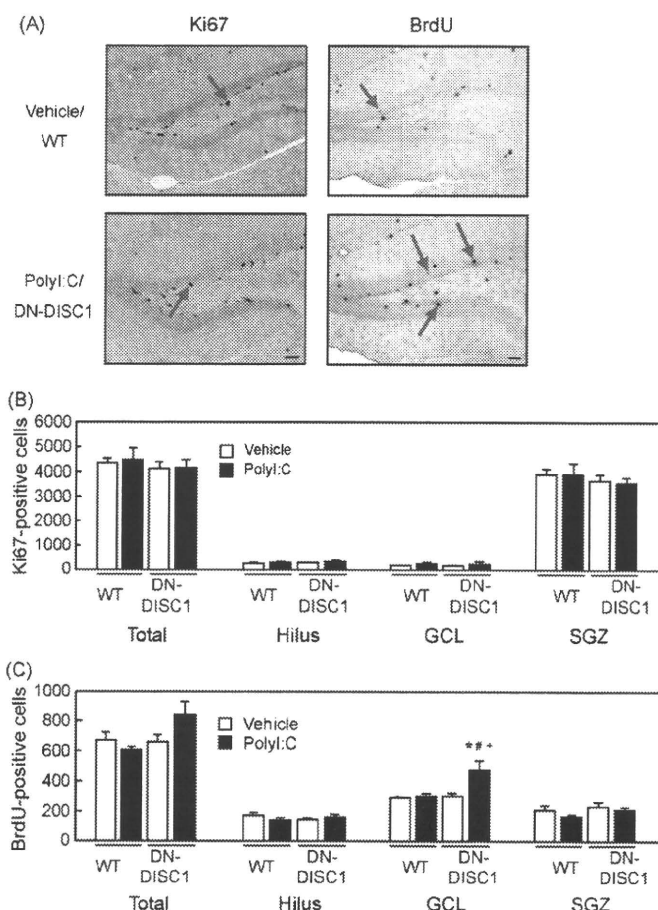 (A)
Ki67 BrdU
Vehicle/
WT
PolyI:C/
DN-DISC1
(B)
Ki67-positive cells
6000
5000
4000
3000
2000
1000
0
Vehicle
PolyI:C
WT DN-DISC1 WT DN-DISC1 WT DN-DISC1 WT DN-DISC1
Total Hilus GCL SGZ
(C)
BrdU-positive cells
1000
800
600
400
200
0
Vehicle
PolyI:C
*#+
WT DN-DISC1 WT DN-DISC1 WT DN-DISC1 WT DN-DISC1
Total Hilus GCL SGZ